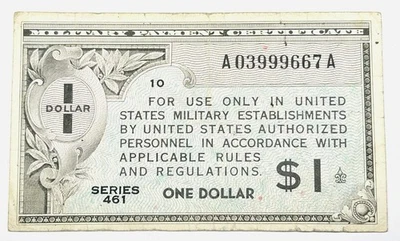 MILITARY PAYMENT CERTIFICATE
A03999667A
10
1
DOLLAR
FOR USE ONLY IN UNITED
STATES MILITARY ESTABLISHMENTS
BY UNITED STATES AUTHORIZED
PERSONNEL IN ACCORDANCE WITH
APPLICABLE RULES
AND REGULATIONS.
$1
SERIES
461
ONE DOLLAR